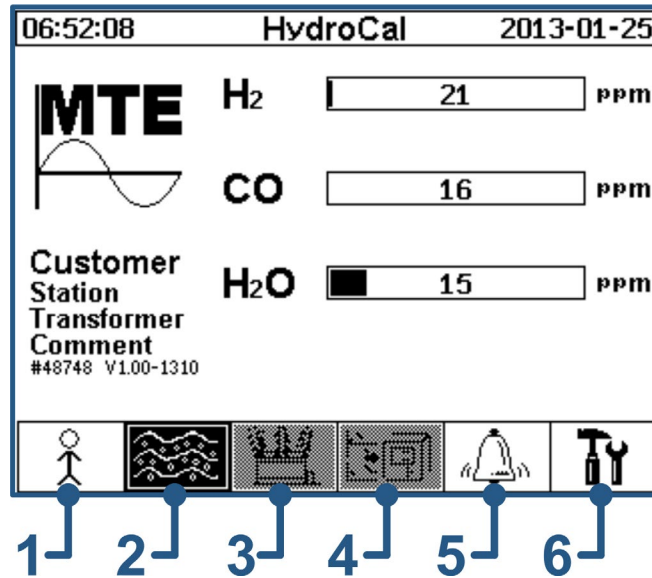 06:52:08 HydroCal 2013-01-25
MTE
H2 21 ppm
CO 16 ppm
H2O 15 ppm
Customer
Station
Transformer
Comment
#48748 V1.00-1310
1 2 3 4 5 6